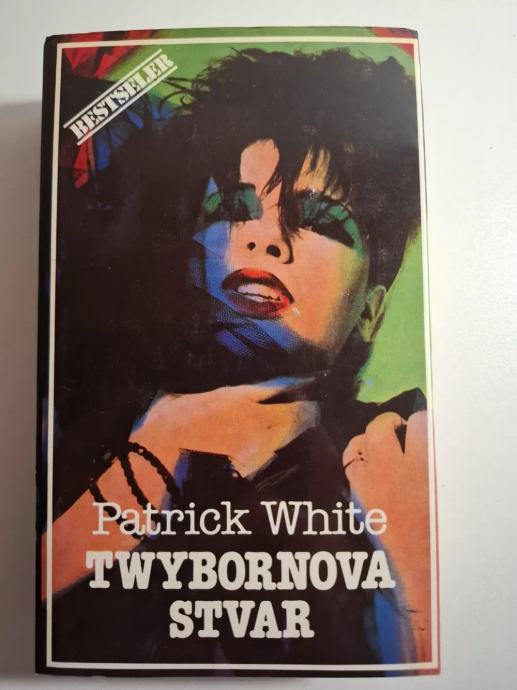 BESTSELER
Patrick White
TWYBORNOVA
STVAR